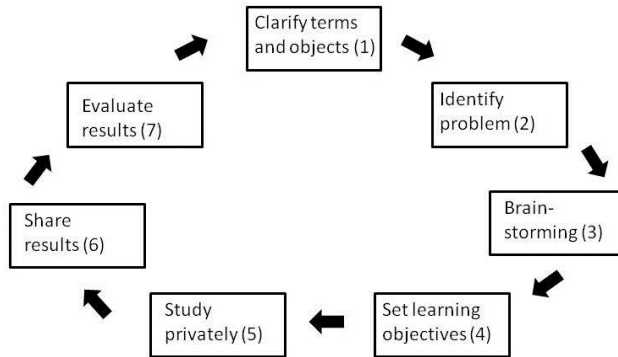 Clarify terms
and objects (1)
Identify
problem (2)
Brain-
storming (3)
Set learning
objectives (4)
Study
privately (5)
Share
results (6)
Evaluate
results (7)